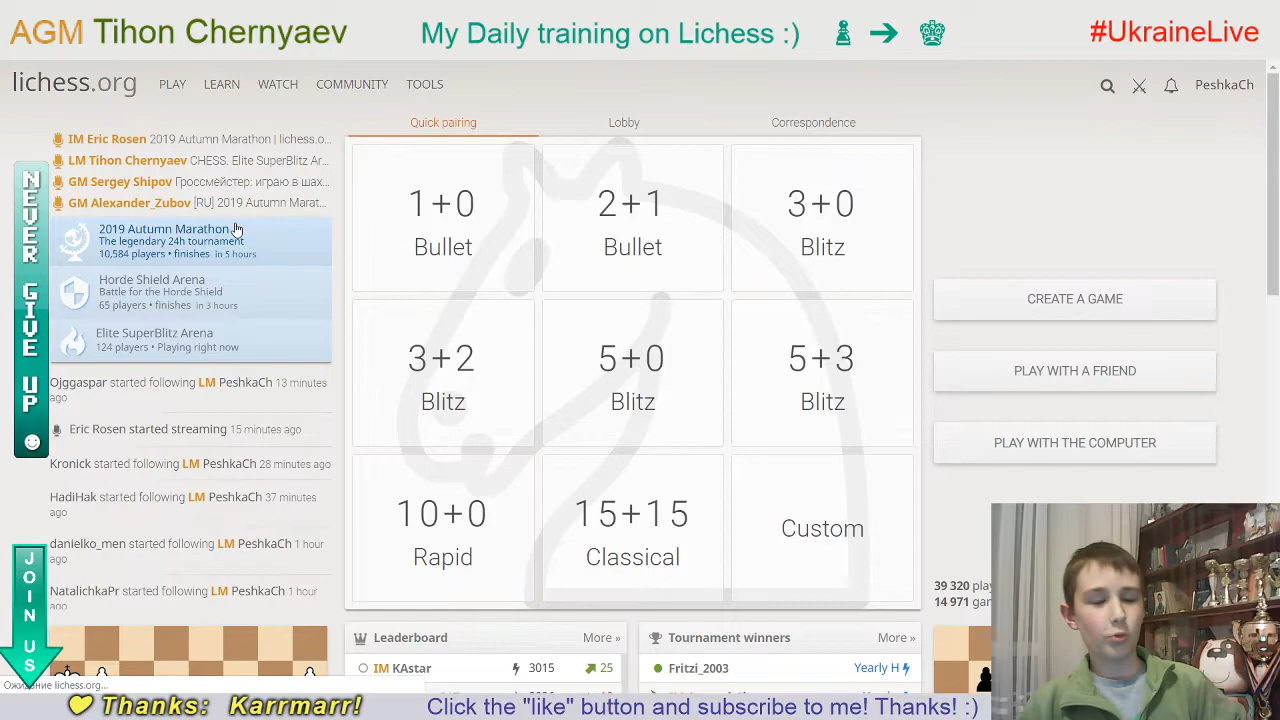 AGM Tihon Chernyaev
My Daily training on Lichess :)
#UkraineLive
lichess.org
PLAY
LEARN
WATCH
COMMUNITY
TOOLS
PeshkaCh
NEVER GIVE UP
JOIN US
IM Eric Rosen 2019 Autumn Marathon | lichess.o...
LM Tihon Chernyaev CHESS. Elite SuperBlitz Ar...
GM Sergey Shipov Гроссмейстер: играю в шах...
GM Alexander_Zubov [RU] 2019 Autumn Marat...
2019 Autumn Marathon
The legendary 24h tournament
10,584 players • finishes in 5 hours
Horde Shield Arena
Battle for the Horde Shield
65 players • finishes in 3 hours
Elite SuperBlitz Arena
124 players • Playing right now
Ojggaspar started following LM PeshkaCh 13 minutes
ago
Eric Rosen started streaming 15 minutes ago
Kronick started following LM PeshkaCh 28 minutes ago
HadiHak started following LM PeshkaCh 37 minutes
ago
danielko_men started following LM PeshkaCh 1 hour
ago
NatalichkaPr started following LM PeshkaCh 1 hour
ago
Quick pairing
Lobby
Correspondence
1+0
Bullet
2+1
Bullet
3+0
Blitz
3+2
Blitz
5+0
Blitz
5+3
Blitz
10+0
Rapid
15+15
Classical
Custom
CREATE A GAME
PLAY WITH A FRIEND
PLAY WITH THE COMPUTER
39 320
14 971
Leaderboard
More »
IM KAstar
3015
25
Tournament winners
More »
Fritzi_2003
Yearly H
Ожидание lichess.org...
Thanks: Karrmarr!
Click the "like" button and subscribe to me! Thanks! :)